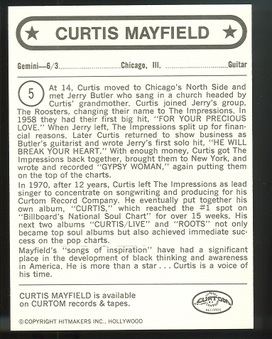 ★ CURTIS MAYFIELD ★
Gemini—6/3 Chicago, Ill. Guitar
5
At 14, Curtis moved to Chicago's North Side and
met Jerry Butler who sang in a church headed by
Curtis' grandmother. Curtis joined Jerry's group,
The Roosters, changing their name to The Impressions. In
1958 they had their first big hit, "FOR YOUR PRECIOUS
LOVE." When Jerry left, The Impressions split up for finan-
cial reasons. Later Curtis returned to show business as
Butler's guitarist and wrote Jerry's first solo hit, "HE WILL
BREAK YOUR HEART." With enough money, Curtis got The
Impressions back together, brought them to New York, and
wrote and recorded "GYPSY WOMAN," again putting them
on the top of the charts.
In 1970, after 12 years, Curtis left The Impressions as lead
singer to concentrate on songwriting and producing for his
Curtom Record Company. He eventually put together his
own album, "CURTIS," which reached the #1 spot on
"Billboard's National Soul Chart" for over 15 weeks. His
next two albums "CURTIS/LIVE" and "ROOTS" not only
became top soul albums but also achieved immediate suc-
cess on the pop charts.
Mayfield's "songs of inspiration" have had a significant
place in the development of black thinking and awareness
in America. He is more than a star . . . Curtis is a voice of
his time.
CURTIS MAYFIELD is available
on CURTOM records & tapes.
CURTOM
RECORDS
© COPYRIGHT HITMAKERS INC., HOLLYWOOD